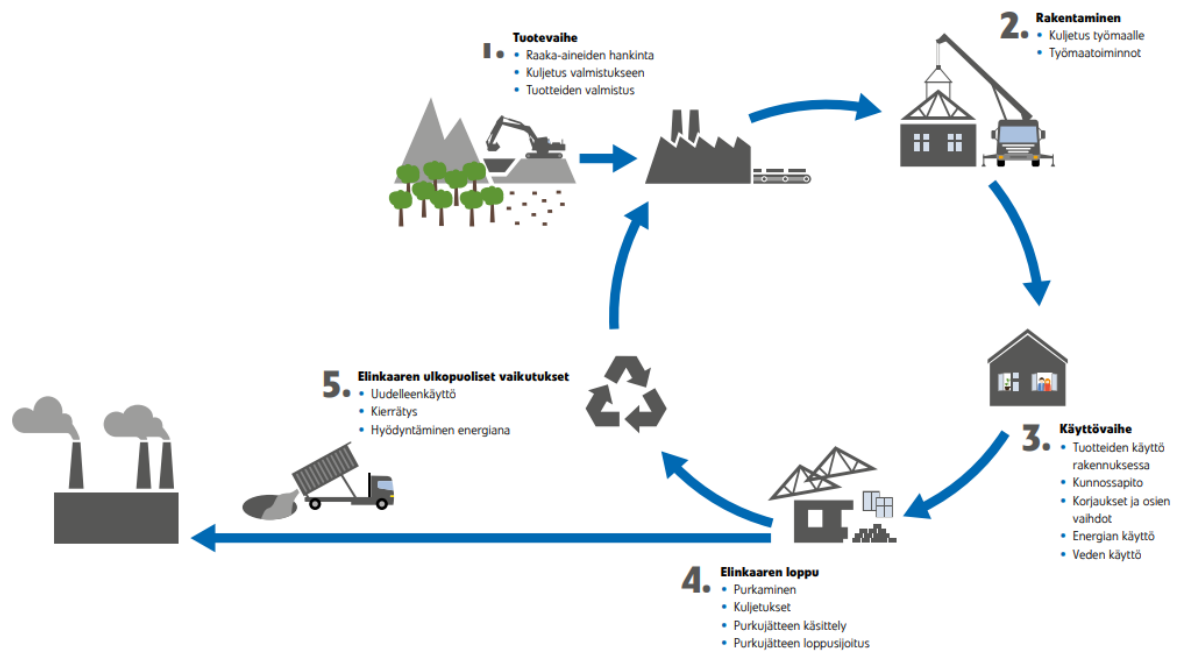 1. Tuotevaihe
• Raaka-aineiden hankinta
• Kuljetus valmistukseen
• Tuotteiden valmistus
2. Rakentaminen
• Kuljetus työmaalle
• Työmaatoiminnot
3. Käyttövaihe
• Tuotteiden käyttö
rakennuksessa
• Kunnossapito
• Korjaukset ja osien
vaihdot
• Energian käyttö
• Veden käyttö
4. Elinkaaren loppu
• Purkaminen
• Kuljetukset
• Purkujätteen käsittely
• Purkujätteen loppusijoitus
5. Elinkaaren ulkopuoliset vaikutukset
• Uudelleenkäyttö
• Kierrätys
• Hyödyntäminen energiana